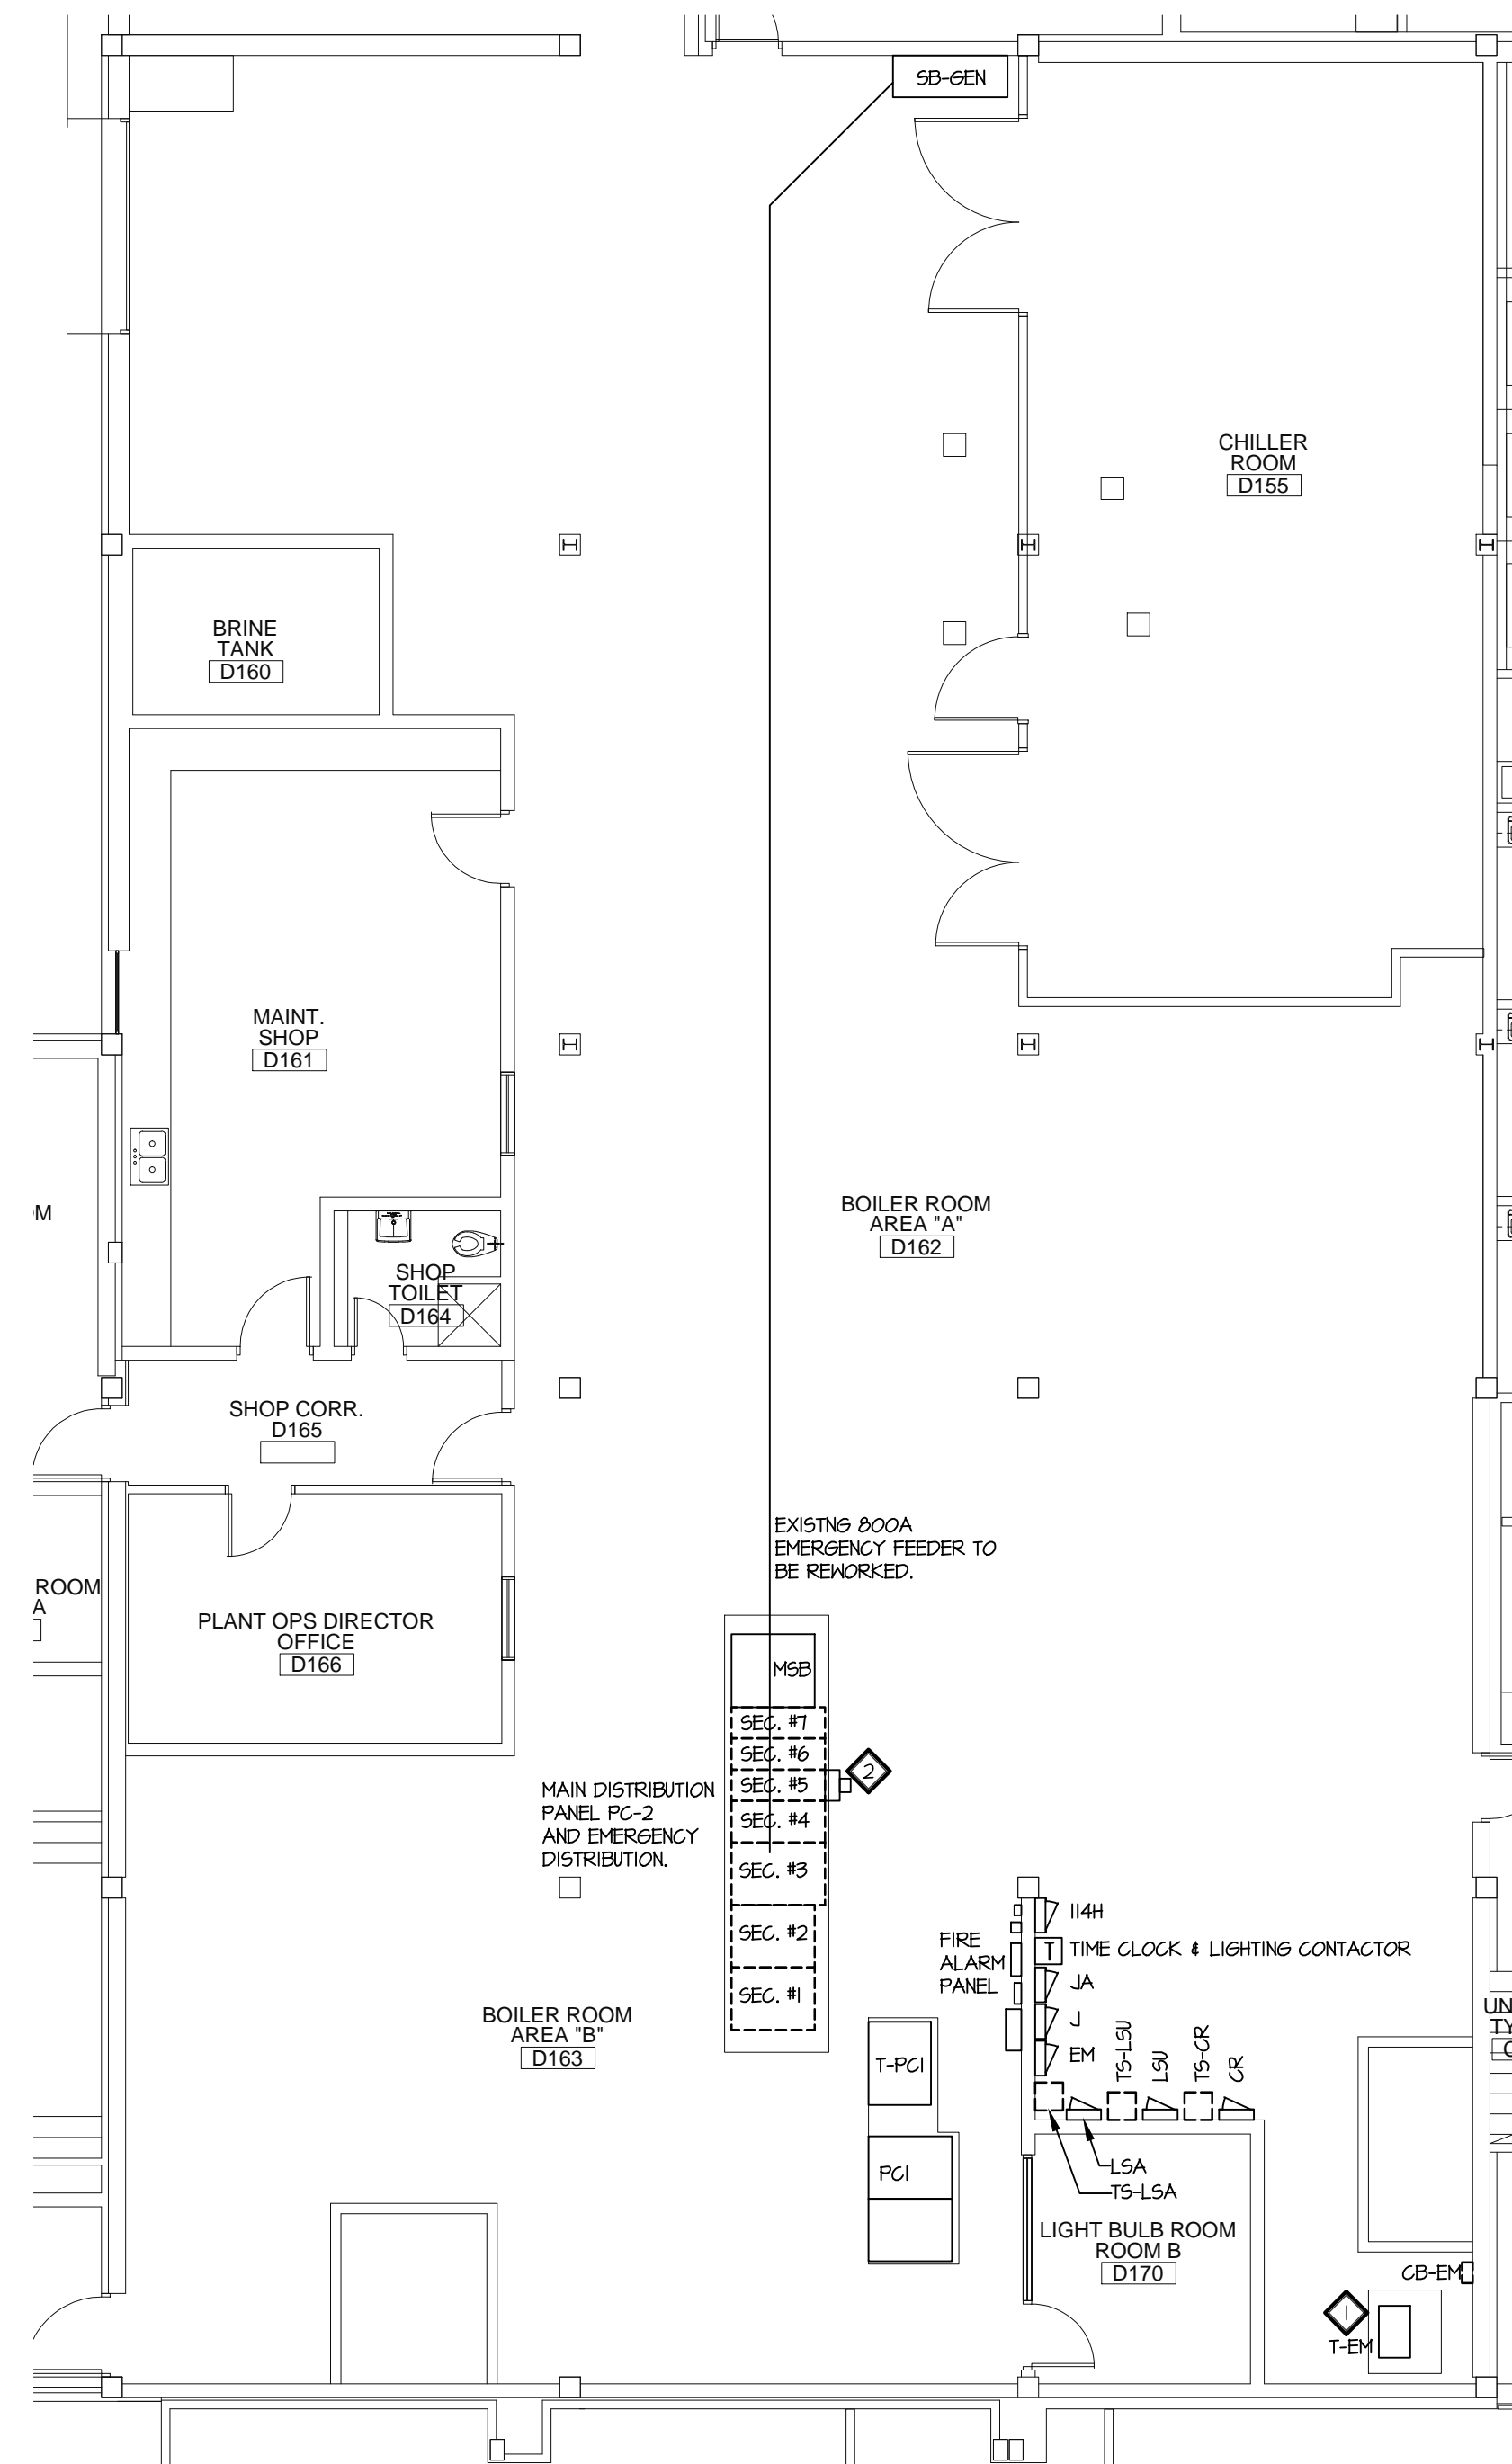 SB-GEN
CHILLER
ROOM
D155
BRINE
TANK
D160
MAINT.
SHOP
D161
M
BOILER ROOM
AREA "A"
D162
SHOP
TOILET
D164
SHOP CORR.
D165
EXISTNG 800A
EMERGENCY FEEDER TO
BE REWORKED.
ROOM
A
PLANT OPS DIRECTOR
OFFICE
D166
MSB
SEC. #7
SEC. #6
SEC. #5
SEC. #4
SEC. #3
SEC. #2
SEC. #1
2
MAIN DISTRIBUTION
PANEL PC-2
AND EMERGENCY
DISTRIBUTION.
FIRE
ALARM
PANEL
114H
T TIME CLOCK & LIGHTING CONTACTOR
JA
J
EM
TS-LSU
LSU
TS-CR
CR
UN
TY
C
BOILER ROOM
AREA "B"
D163
T-PC1
PC1
LSA
TS-LSA
LIGHT BULB ROOM
ROOM B
D170
CB-EM
1
T-EM